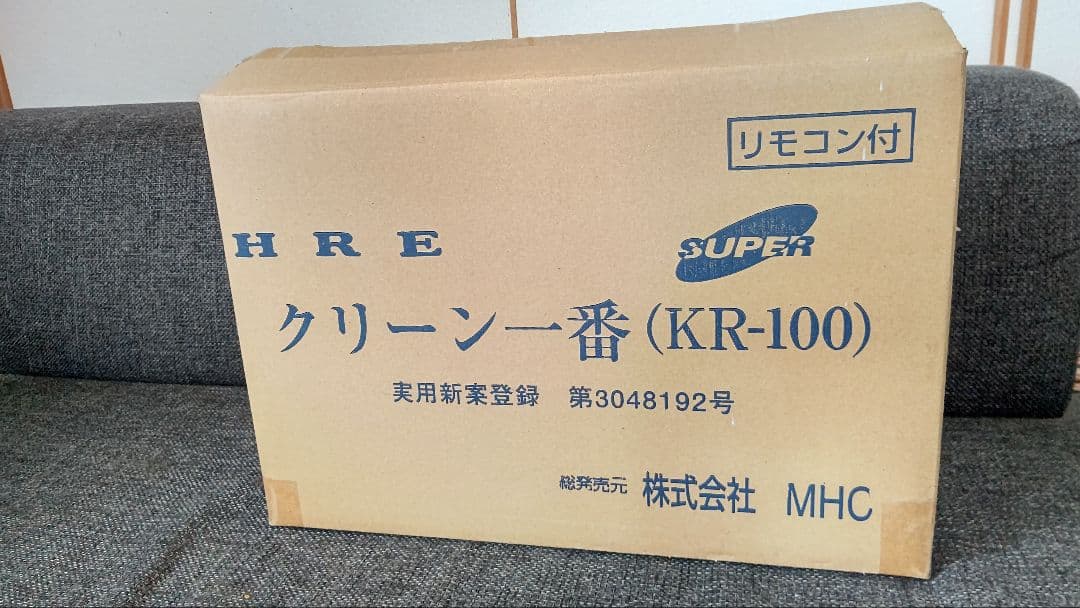 リモコン付
HRE
SUPER
クリーン一番(KR-100)
実用新案登録 第3048192号
総発売元 株式会社 MHC